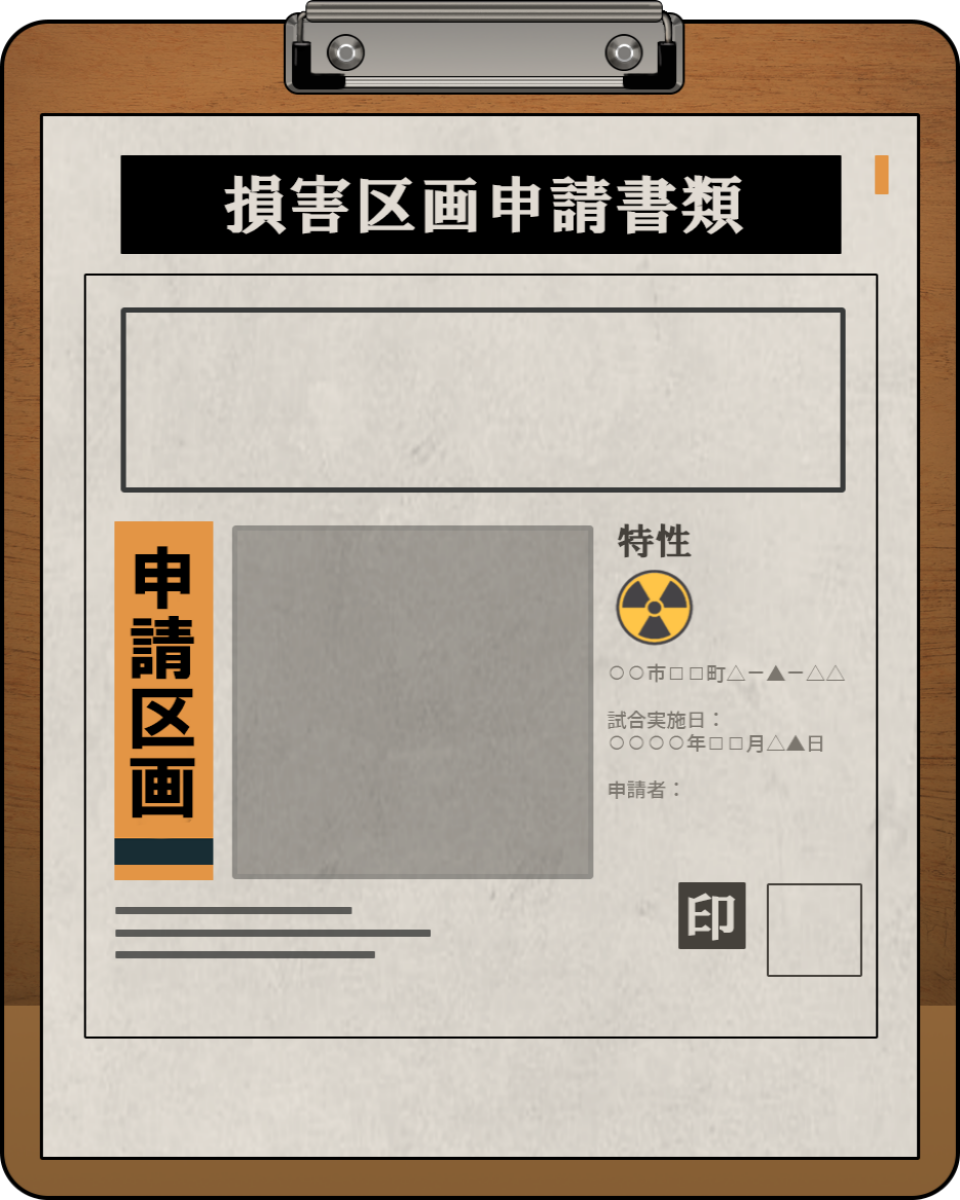 損害区画申請書類
申請区画
特性
○○市□□町△ー▲ー△△
試合実施日：
○○○○年□□月△▲日
申請者：
印